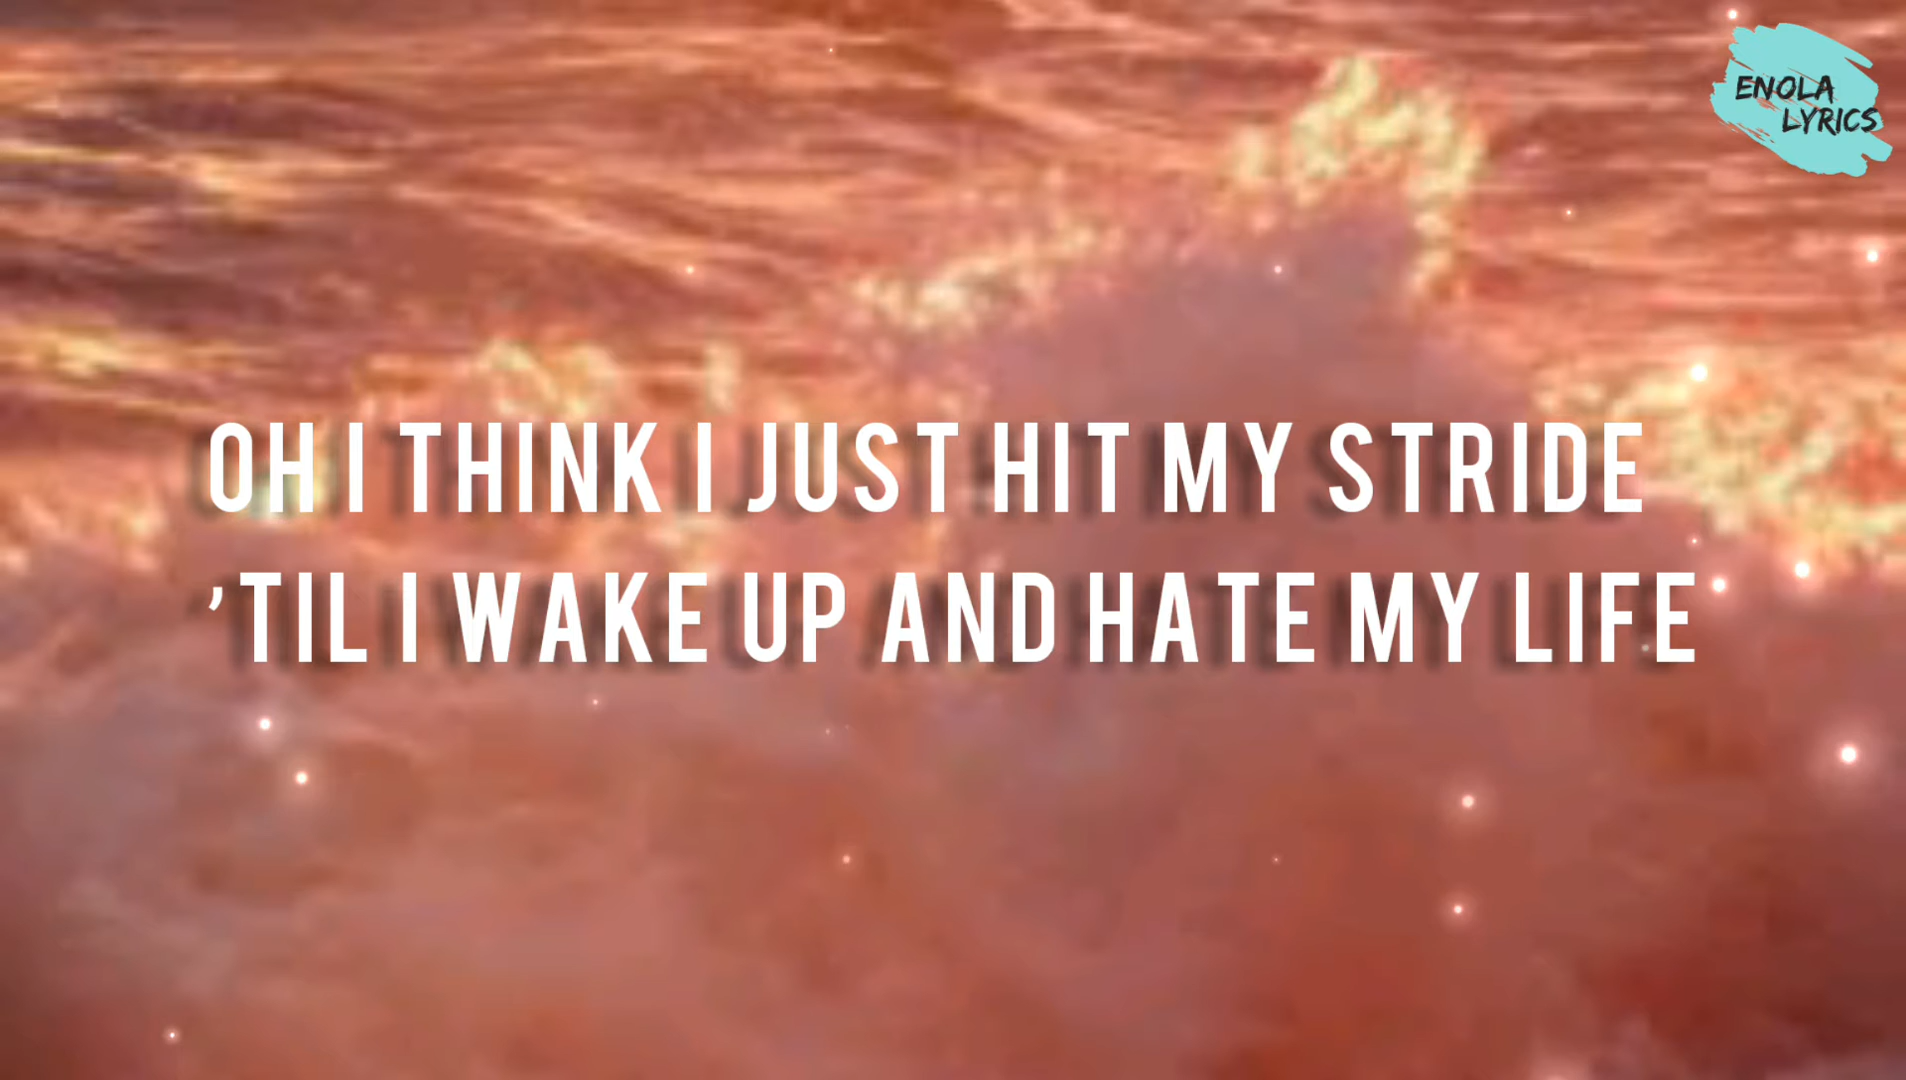 ENOLA
LYRICS
OH I THINK I JUST HIT MY STRIDE
'TIL I WAKE UP AND HATE MY LIFE